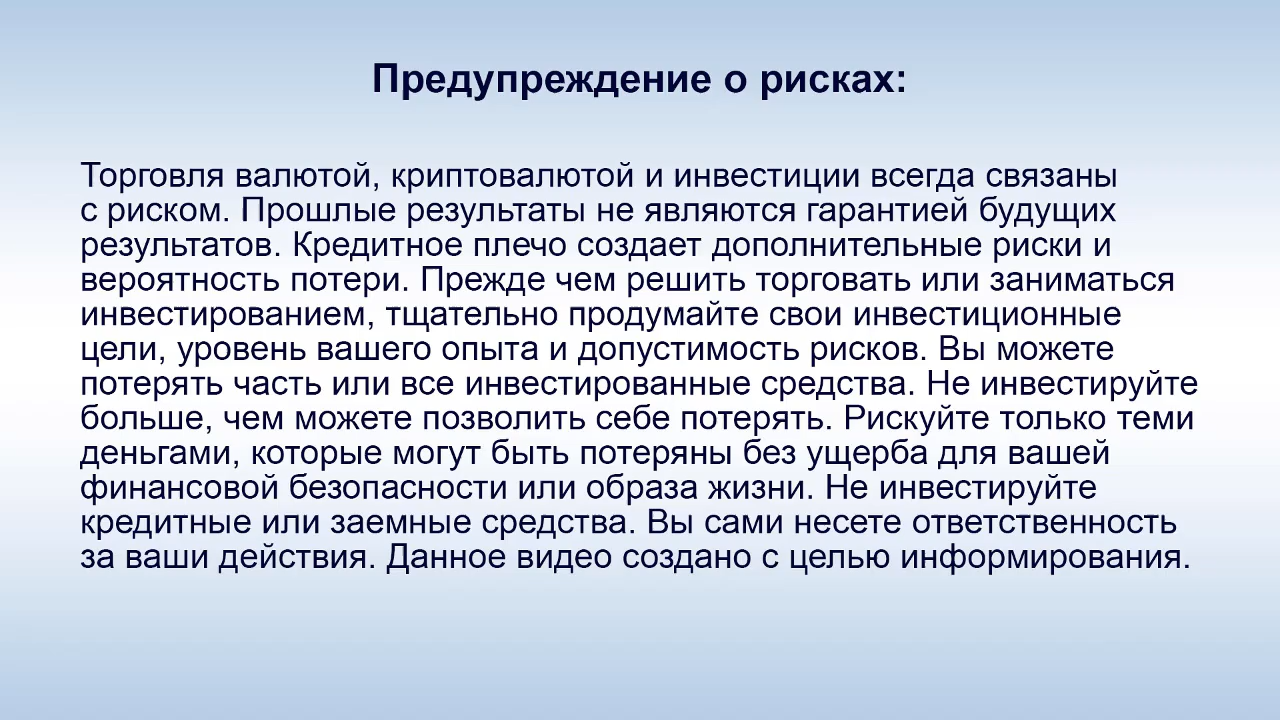 Предупреждение о рисках:
Торговля валютой, криптовалютой и инвестиции всегда связаны
с риском. Прошлые результаты не являются гарантией будущих
результатов. Кредитное плечо создает дополнительные риски и
вероятность потери. Прежде чем решить торговать или заниматься
инвестированием, тщательно продумайте свои инвестиционные
цели, уровень вашего опыта и допустимость рисков. Вы можете
потерять часть или все инвестированные средства. Не инвестируйте
больше, чем можете позволить себе потерять. Рискуйте только теми
деньгами, которые могут быть потеряны без ущерба для вашей
финансовой безопасности или образа жизни. Не инвестируйте
кредитные или заемные средства. Вы сами несете ответственность
за ваши действия. Данное видео создано с целью информирования.